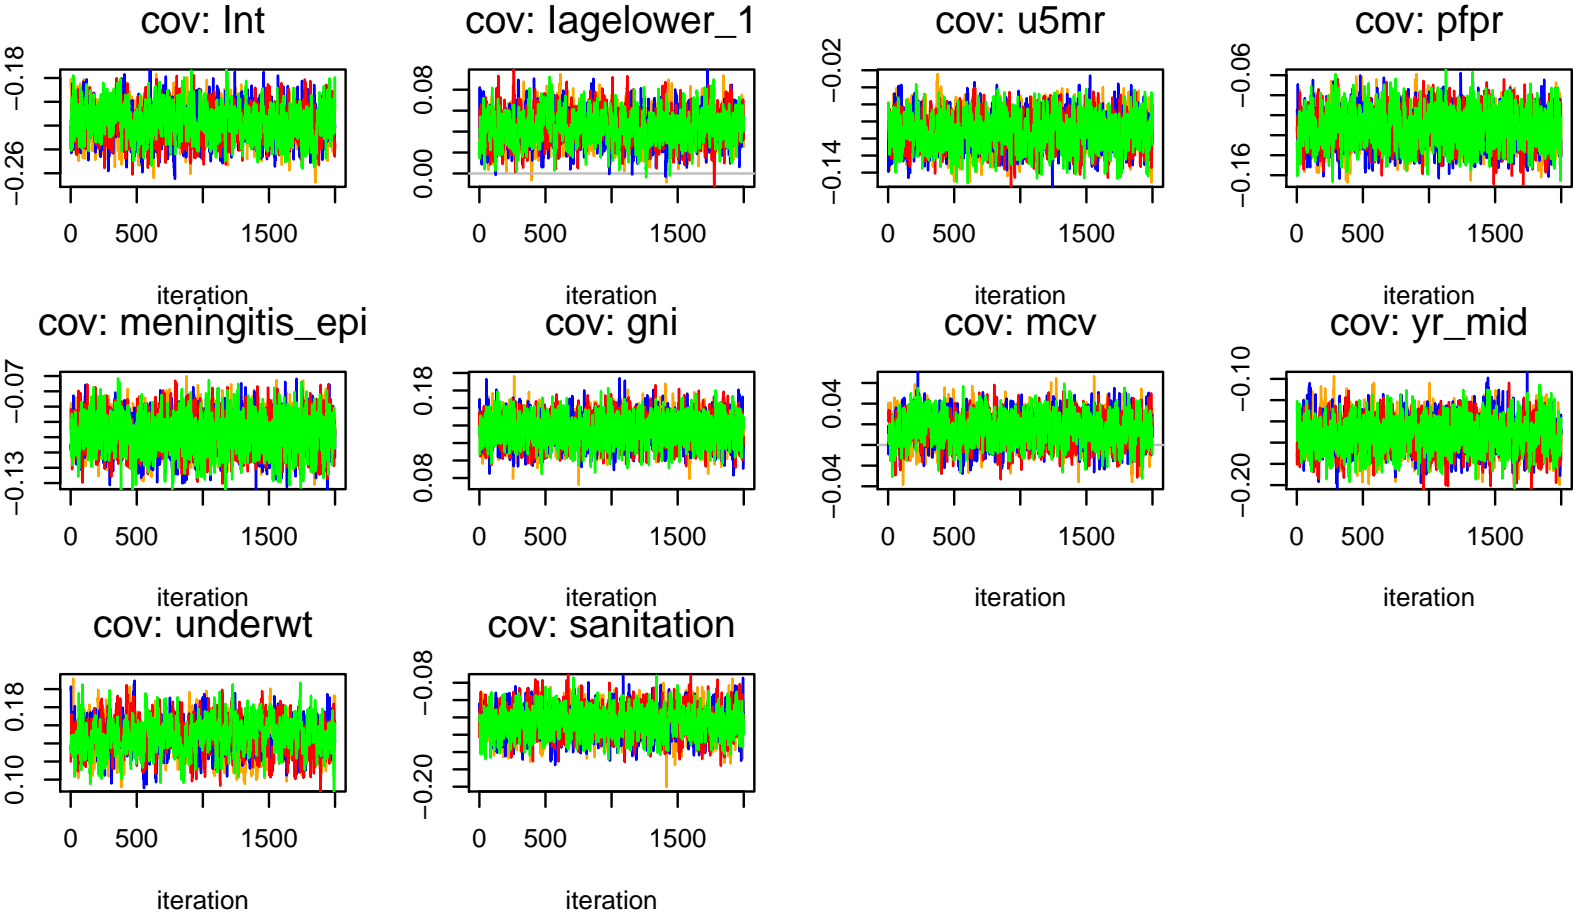 cov: Int
−0.26 −0.18
0 500 1500
iteration
cov: Iagelower_1
0.00 0.08
0 500 1500
iteration
cov: u5mr
−0.14 −0.02
0 500 1500
iteration
cov: pfpr
−0.16 −0.06
0 500 1500
iteration
cov: meningitis_epi
−0.13 −0.07
0 500 1500
iteration
cov: gni
0.08 0.18
0 500 1500
iteration
cov: mcv
−0.04 0.04
0 500 1500
iteration
cov: yr_mid
−0.20 −0.10
0 500 1500
iteration
cov: underwt
0.10 0.18
0 500 1500
iteration
cov: sanitation
−0.20 −0.08
0 500 1500
iteration